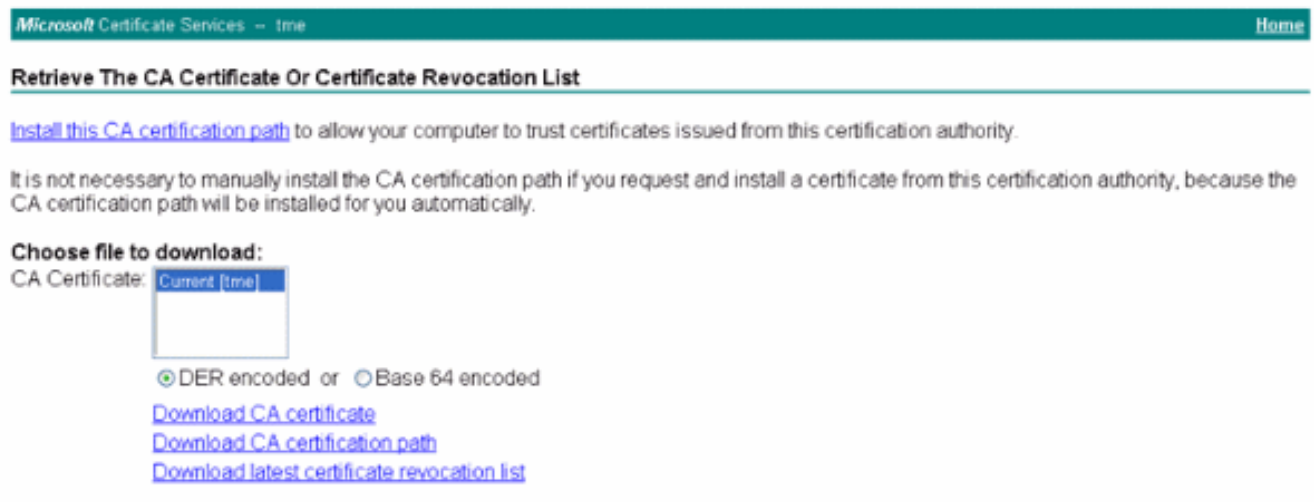 Microsoft Certificate Services -- tme Home
Retrieve The CA Certificate Or Certificate Revocation List
Install this CA certification path to allow your computer to trust certificates issued from this certification authority.
It is not necessary to manually install the CA certification path if you request and install a certificate from this certification authority, because the
CA certification path will be installed for you automatically.
Choose file to download:
CA Certificate: Current [tme]
DER encoded or Base 64 encoded
Download CA certificate
Download CA certification path
Download latest certificate revocation list